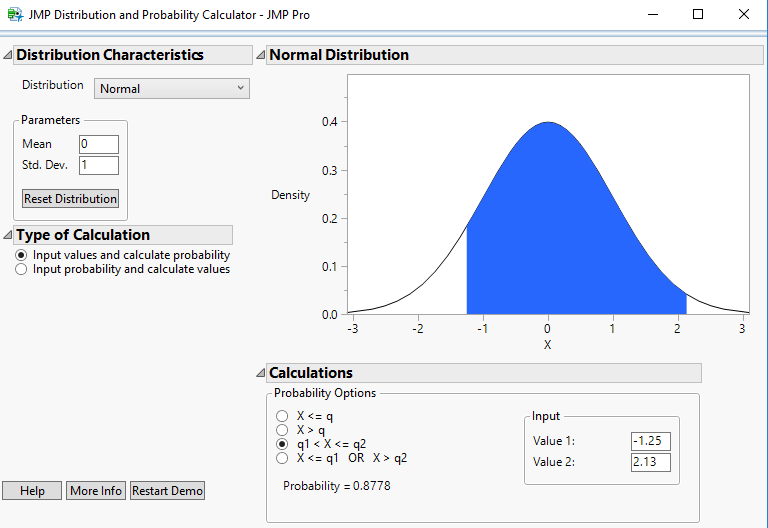 JMP Distribution and Probability Calculator - JMP Pro
Distribution Characteristics
Distribution Normal
Parameters
Mean 0
Std. Dev. 1
Reset Distribution
Type of Calculation
Input values and calculate probability
Input probability and calculate values
Help More Info Restart Demo
Normal Distribution
Density
0.4
0.3
0.2
0.1
0.0
-3 -2 -1 0 1 2 3
X
Calculations
Probability Options
X <= q
X > q
q1 < X <= q2
X <= q1 OR X > q2
Probability = 0.8778
Input
Value 1: -1.25
Value 2: 2.13